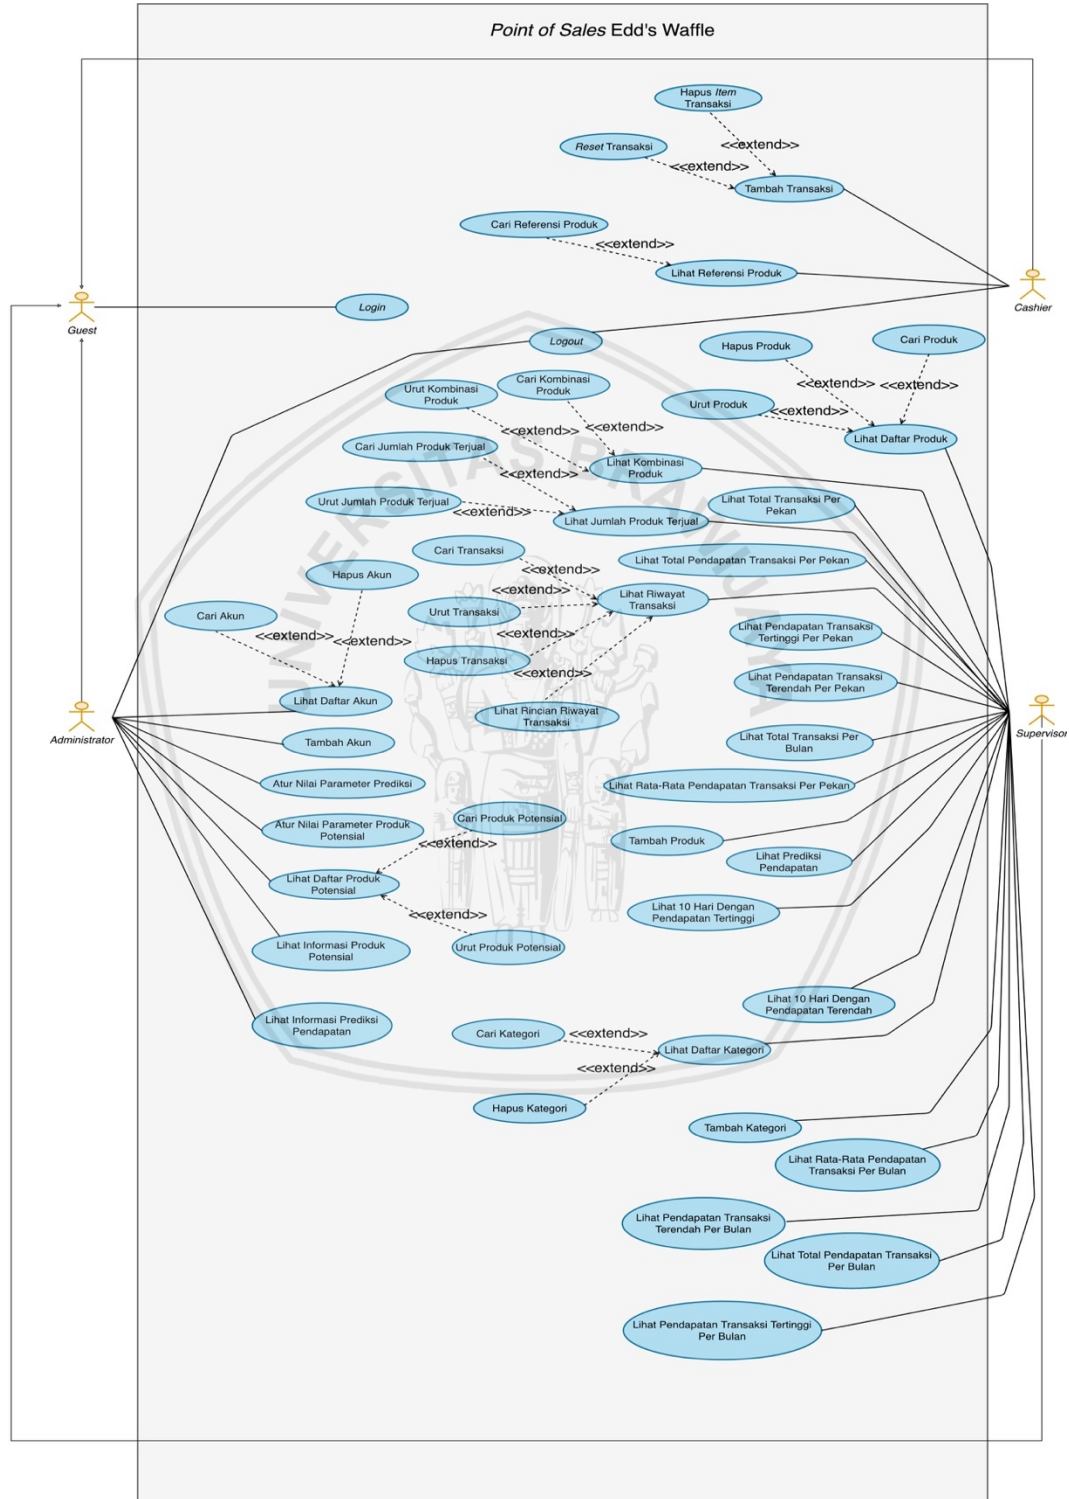 Point of Sales Edd's Waffle
Hapus Item
Transaksi
<<extend>>
Reset Transaksi
<<extend>>
Tambah Transaksi
Cari Referensi Produk
<<extend>>
Lihat Referensi Produk
Cashier
Guest
Login
Logout
Hapus Produk
Cari Produk
<<extend>>
<<extend>>
Urut Produk
<<extend>>
Lihat Daftar Produk
Urut Kombinasi
Produk
Cari Kombinasi
Produk
<<extend>>
<<extend>>
Lihat Kombinasi
Produk
Cari Jumlah Produk Terjual
<<extend>>
Urut Jumlah Produk Terjual
<<extend>>
Lihat Jumlah Produk Terjual
Lihat Total Transaksi Per
Pekan
Cari Transaksi
<<extend>>
Lihat Total Pendapatan Transaksi Per Pekan
Hapus Akun
Cari Akun
<<extend>>
<<extend>>
Urut Transaksi
<<extend>>
Lihat Riwayat
Transaksi
Hapus Transaksi
<<extend>>
<<extend>>
Lihat Rincian Riwayat
Transaksi
Lihat Pendapatan Transaksi
Tertinggi Per Pekan
Lihat Pendapatan Transaksi
Terendah Per Pekan
Lihat Daftar Akun
Administrator
Supervisor
Tambah Akun
Lihat Total Transaksi Per
Bulan
Atur Nilai Parameter Prediksi
Lihat Rata-Rata Pendapatan Transaksi Per Pekan
Atur Nilai Parameter Produk
Potensial
Cari Produk Potensial
<<extend>>
Tambah Produk
Lihat Prediksi
Pendapatan
Lihat Daftar Produk
Potensial
<<extend>>
Urut Produk Potensial
Lihat 10 Hari Dengan
Pendapatan Tertinggi
Lihat Informasi Produk
Potensial
Lihat 10 Hari Dengan
Pendapatan Terendah
Lihat Informasi Prediksi
Pendapatan
Cari Kategori
<<extend>>
Lihat Daftar Kategori
<<extend>>
Hapus Kategori
Tambah Kategori
Lihat Rata-Rata Pendapatan
Transaksi Per Bulan
Lihat Pendapatan Transaksi
Terendah Per Bulan
Lihat Total Pendapatan Transaksi
Per Bulan
Lihat Pendapatan Transaksi Tertinggi
Per Bulan
UNIVERSITAS BRAWIJAYA